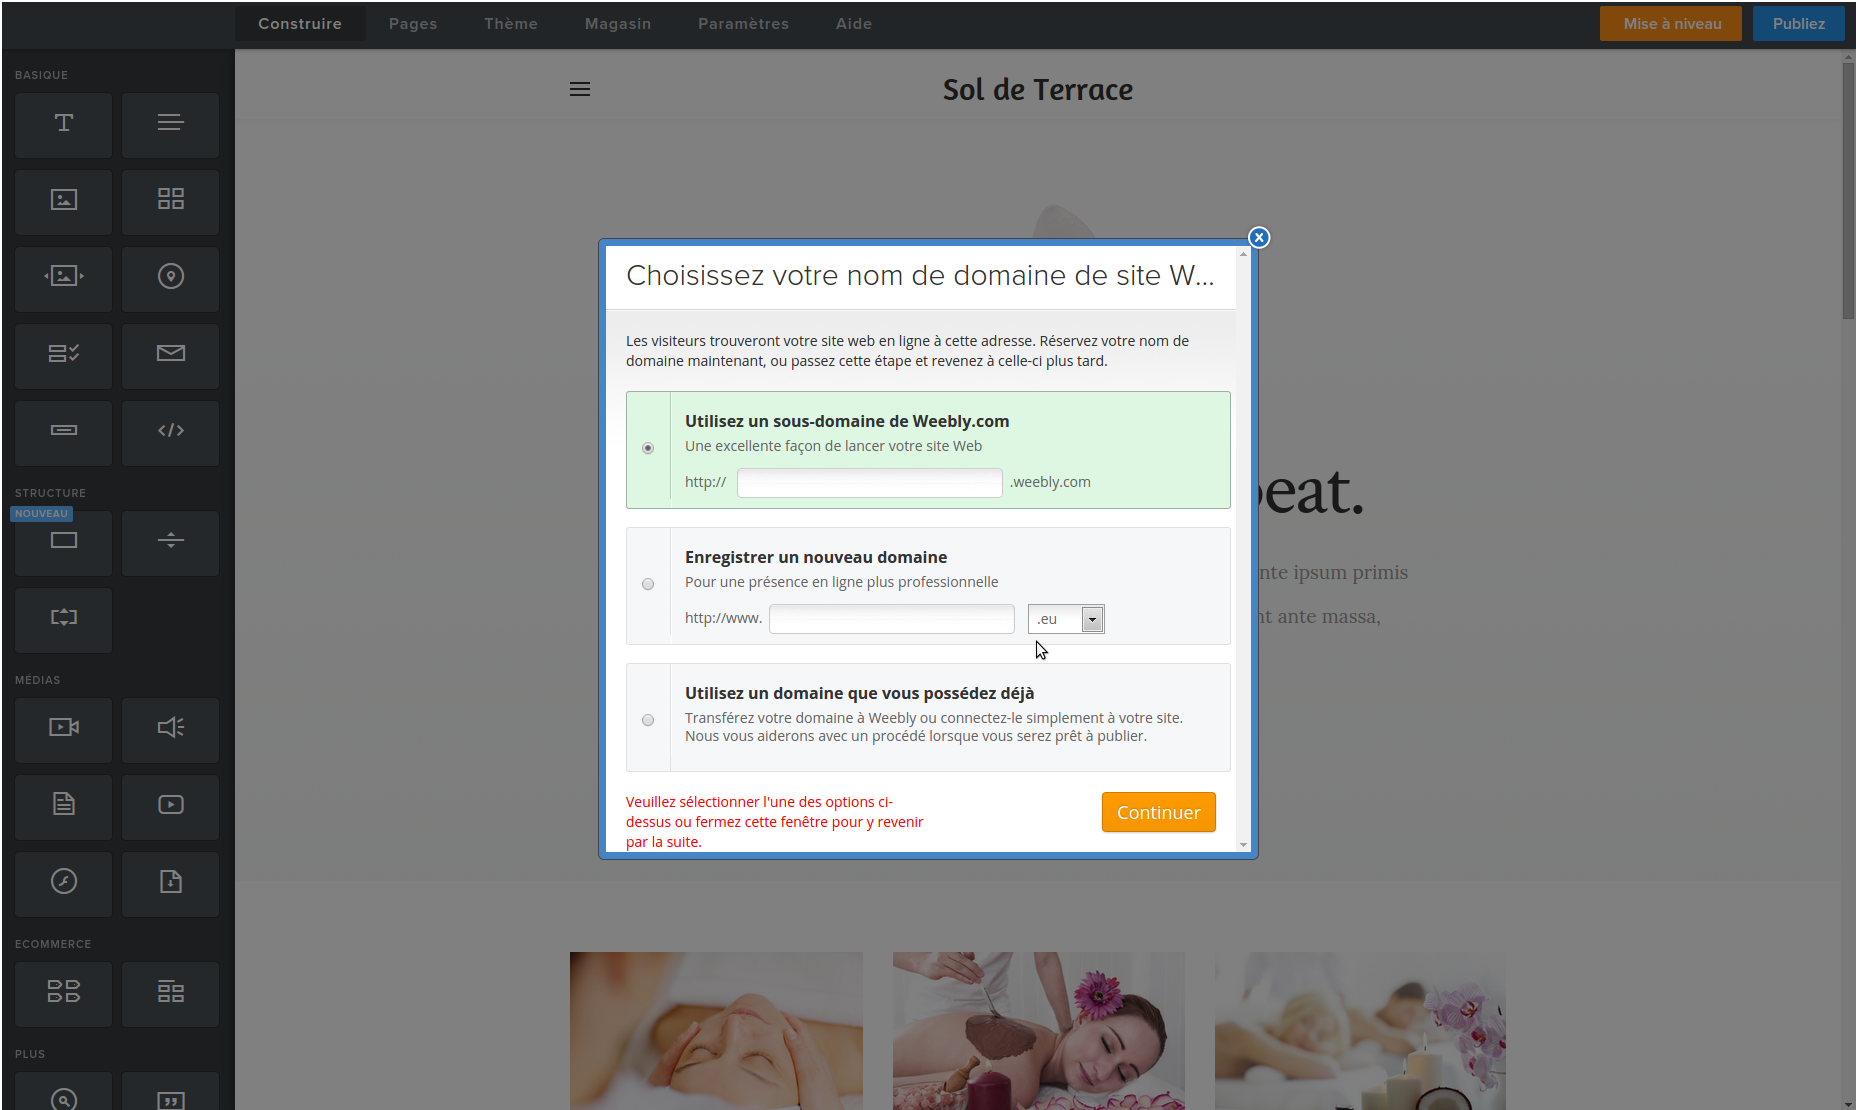 Construire Pages Thème Magasin Paramètres Aide Mise à niveau Publiez
BASIQUE
STRUCTURE
NOUVEAU
MÉDIAS
ECOMMERCE
PLUS
Sol de Terrace
Choisissez votre nom de domaine de site W...
Les visiteurs trouveront votre site web en ligne à cette adresse. Réservez votre nom de
domaine maintenant, ou passez cette étape et revenez à celle-ci plus tard.
Utilisez un sous-domaine de Weebly.com
Une excellente façon de lancer votre site Web
http:// .weebly.com
Enregistrer un nouveau domaine
Pour une présence en ligne plus professionnelle
http://www. .eu
Utilisez un domaine que vous possédez déjà
Transférez votre domaine à Weebly ou connectez-le simplement à votre site.
Nous vous aiderons avec un procédé lorsque vous serez prêt à publier.
Veuillez sélectionner l'une des options ci-
dessus ou fermez cette fenêtre pour y revenir
par la suite.
Continuer
eat.
nte ipsum primis
nt ante massa,